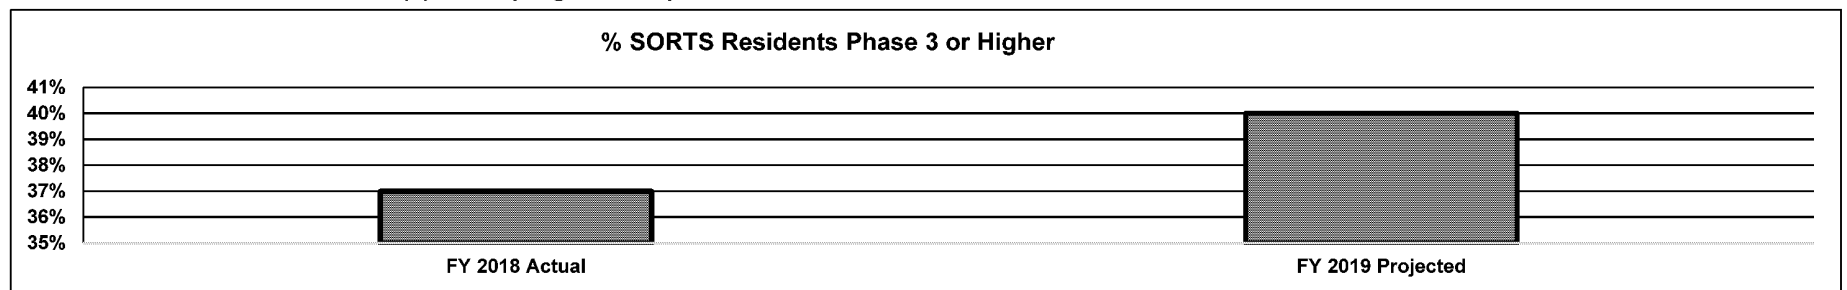 % SORTS Residents Phase 3 or Higher
41%
40%
39%
38%
37%
36%
35%
FY 2018 Actual
FY 2019 Projected